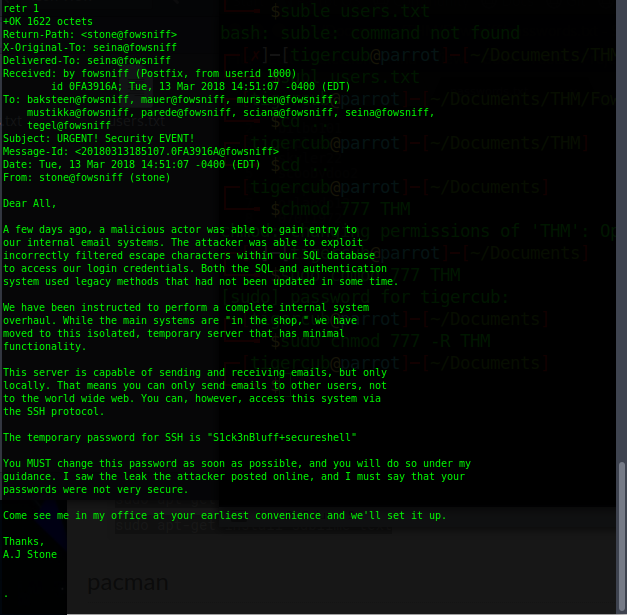 retr 1
+OK 1622 octets
Return-Path: <stone@fowsniff>
X-Original-To: seina@fowsniff
Delivered-To: seina@fowsniff
Received: by fowsniff (Postfix, from userid 1000)
id 0FA3916A; Tue, 13 Mar 2018 14:51:07 -0400 (EDT)
To: baksteen@fowsniff, mauer@fowsniff, mursten@fowsniff,
mustikka@fowsniff, parede@fowsniff, sciana@fowsniff, seina@fowsniff,
tegel@fowsniff
Subject: URGENT! Security EVENT!
Message-Id: <20180313185107.0FA3916A@fowsniff>
Date: Tue, 13 Mar 2018 14:51:07 -0400 (EDT)
From: stone@fowsniff (stone)
Dear All,
A few days ago, a malicious actor was able to gain entry to
our internal email systems. The attacker was able to exploit
incorrectly filtered escape characters within our SQL database
to access our login credentials. Both the SQL and authentication
system used legacy methods that had not been updated in some time.
We have been instructed to perform a complete internal system
overhaul. While the main systems are "in the shop," we have
moved to this isolated, temporary server that has minimal
functionality.
This server is capable of sending and receiving emails, but only
locally. That means you can only send emails to other users, not
to the world wide web. You can, however, access this system via
the SSH protocol.
The temporary password for SSH is "S1ck3nBluff+secureshell"
You MUST change this password as soon as possible, and you will do so under my
guidance. I saw the leak the attacker posted online, and I must say that your
passwords were not very secure.
Come see me in my office at your earliest convenience and we'll set it up.
Thanks,
A.J Stone
.
$suble users.txt
bash: suble: command not found
]-[tigercub@parrot]-[~/Documents/THM
users.txt
tigercub@parrot]-[~/Documents/THM/Fow
$cd ..
tigercub@parrot]-[~/Documents/THM]
$cd ..
[tigercub@parrot]-[~/Documents]
$chmod 777 THM
permissions of 'THM': Op
tigercub@parrot]-[~/Documents]
777 THM
[sudo] password for tigercub:
tigercub@parrot]-[~/Documents]
$sudo chmod 777 -R THM
[tigercub@parrot]-[~/Documents]
pacman